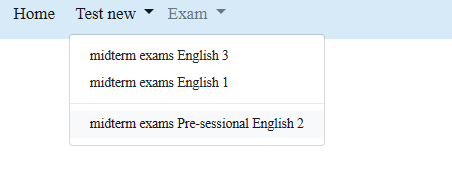 Home Test new Exam
midterm exams English 3
midterm exams English 1
midterm exams Pre-sessional English 2